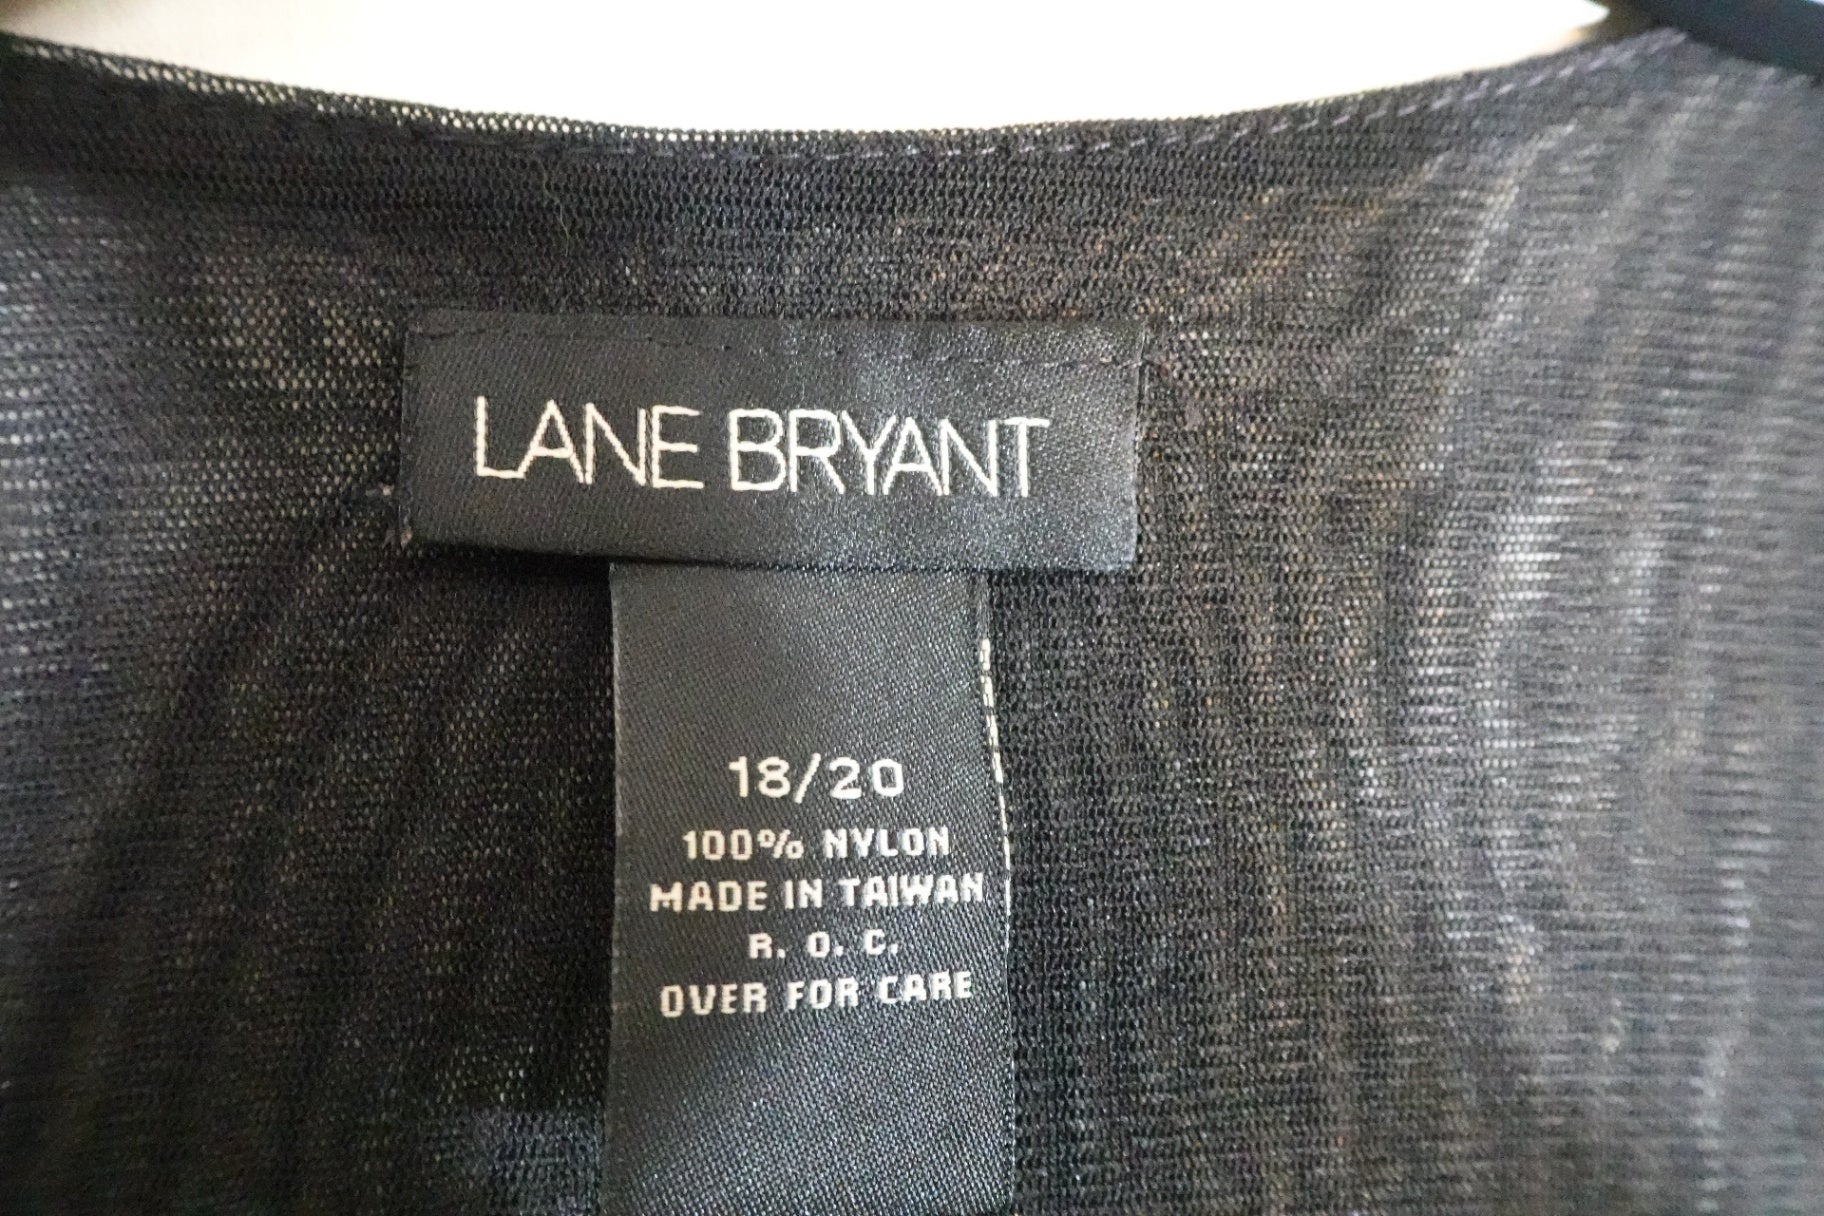 LANE BRYANT
18/20
100% NYLON
MADE IN TAIWAN
R. O. C.
OVER FOR CARE